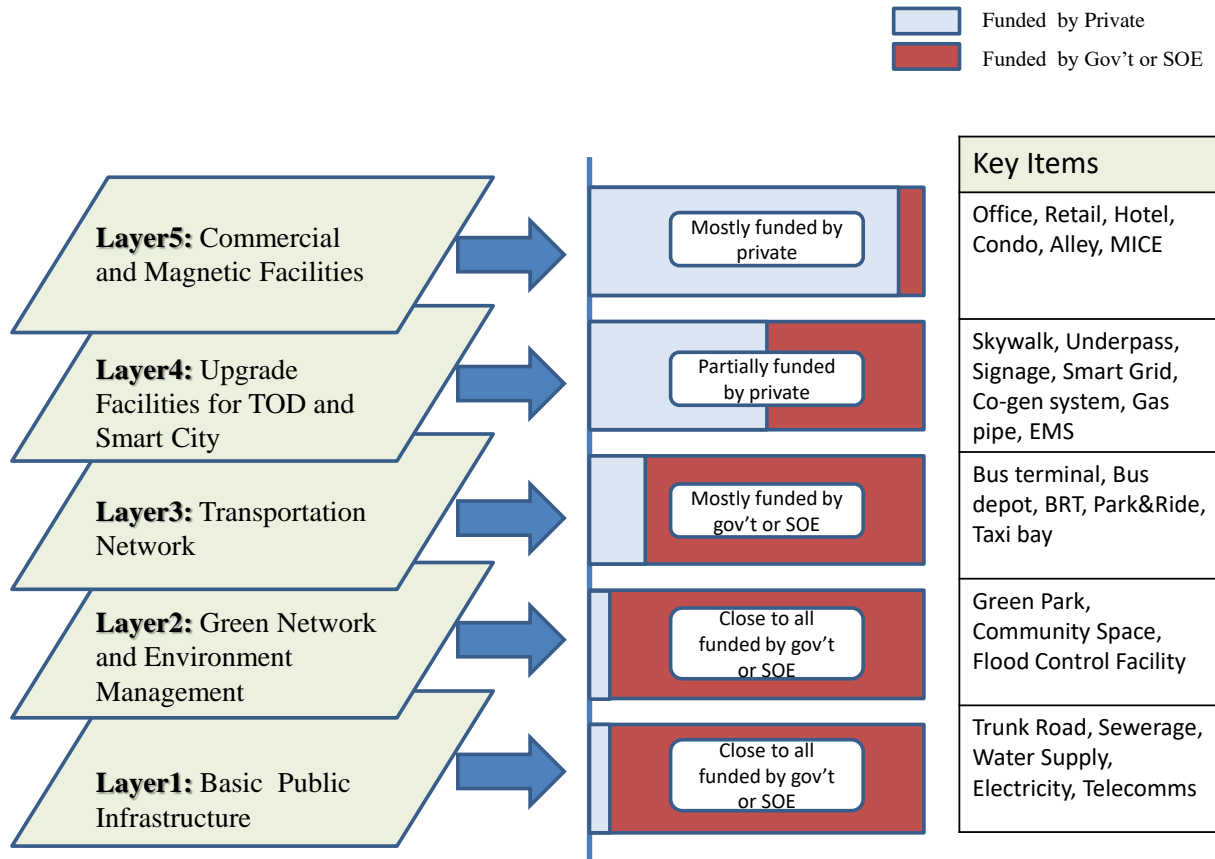 Funded  by Private
Funded  by Gov’t or SOE
Key Items
Layer5: Commercial
and Magnetic Facilities
Mostly funded by
private
Office, Retail, Hotel,
Condo, Alley, MICE
Layer4: Upgrade
Facilities for TOD and
Smart City
Partially funded
by private
Skywalk, Underpass,
Signage, Smart Grid,
Co-gen system, Gas
pipe, EMS
Layer3: Transportation
Network
Mostly funded by
gov’t or SOE
Bus terminal, Bus
depot, BRT, Park&Ride,
Taxi bay
Layer2: Green Network
and Environment
Management
Close to all
funded by gov’t
or SOE
Green Park,
Community Space,
Flood Control Facility
Layer1: Basic  Public
Infrastructure
Close to all
funded by gov’t
or SOE
Trunk Road, Sewerage,
Water Supply,
Electricity, Telecomms